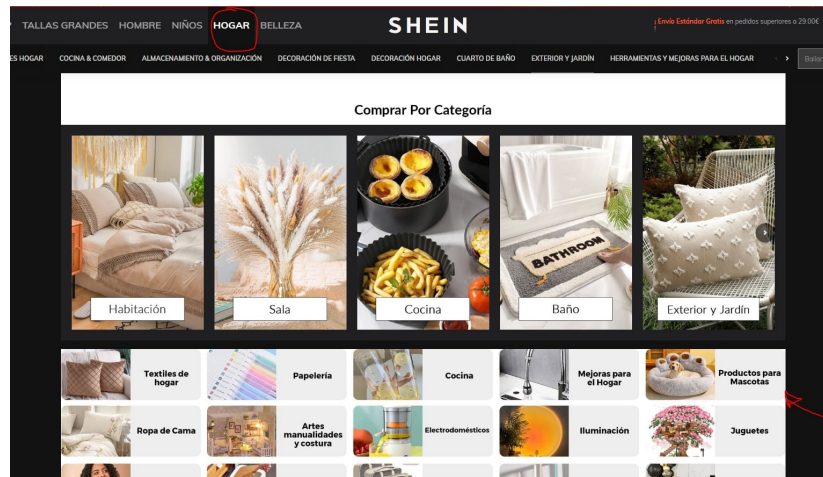 TALLAS GRANDES HOMBRE NIÑOS HOGAR BELLEZA SHEIN ¡Envío Estándar Gratis en pedidos superiores a 29.00€
ES HOGAR COCINA & COMEDOR ALMACENAMIENTO & ORGANIZACIÓN DECORACIÓN DE FIESTA DECORACIÓN HOGAR CUARTO DE BAÑO EXTERIOR Y JARDÍN HERRAMIENTAS Y MEJORAS PARA EL HOGAR
Comprar Por Categoría
BATHROOM
Habitación Sala Cocina Baño Exterior y Jardín
Textiles de hogar
Papelería
Cocina
Mejoras para el Hogar
Productos para Mascotas
Ropa de Cama
Artes manualidades y costura
Electrodomésticos
Iluminación
Juguetes